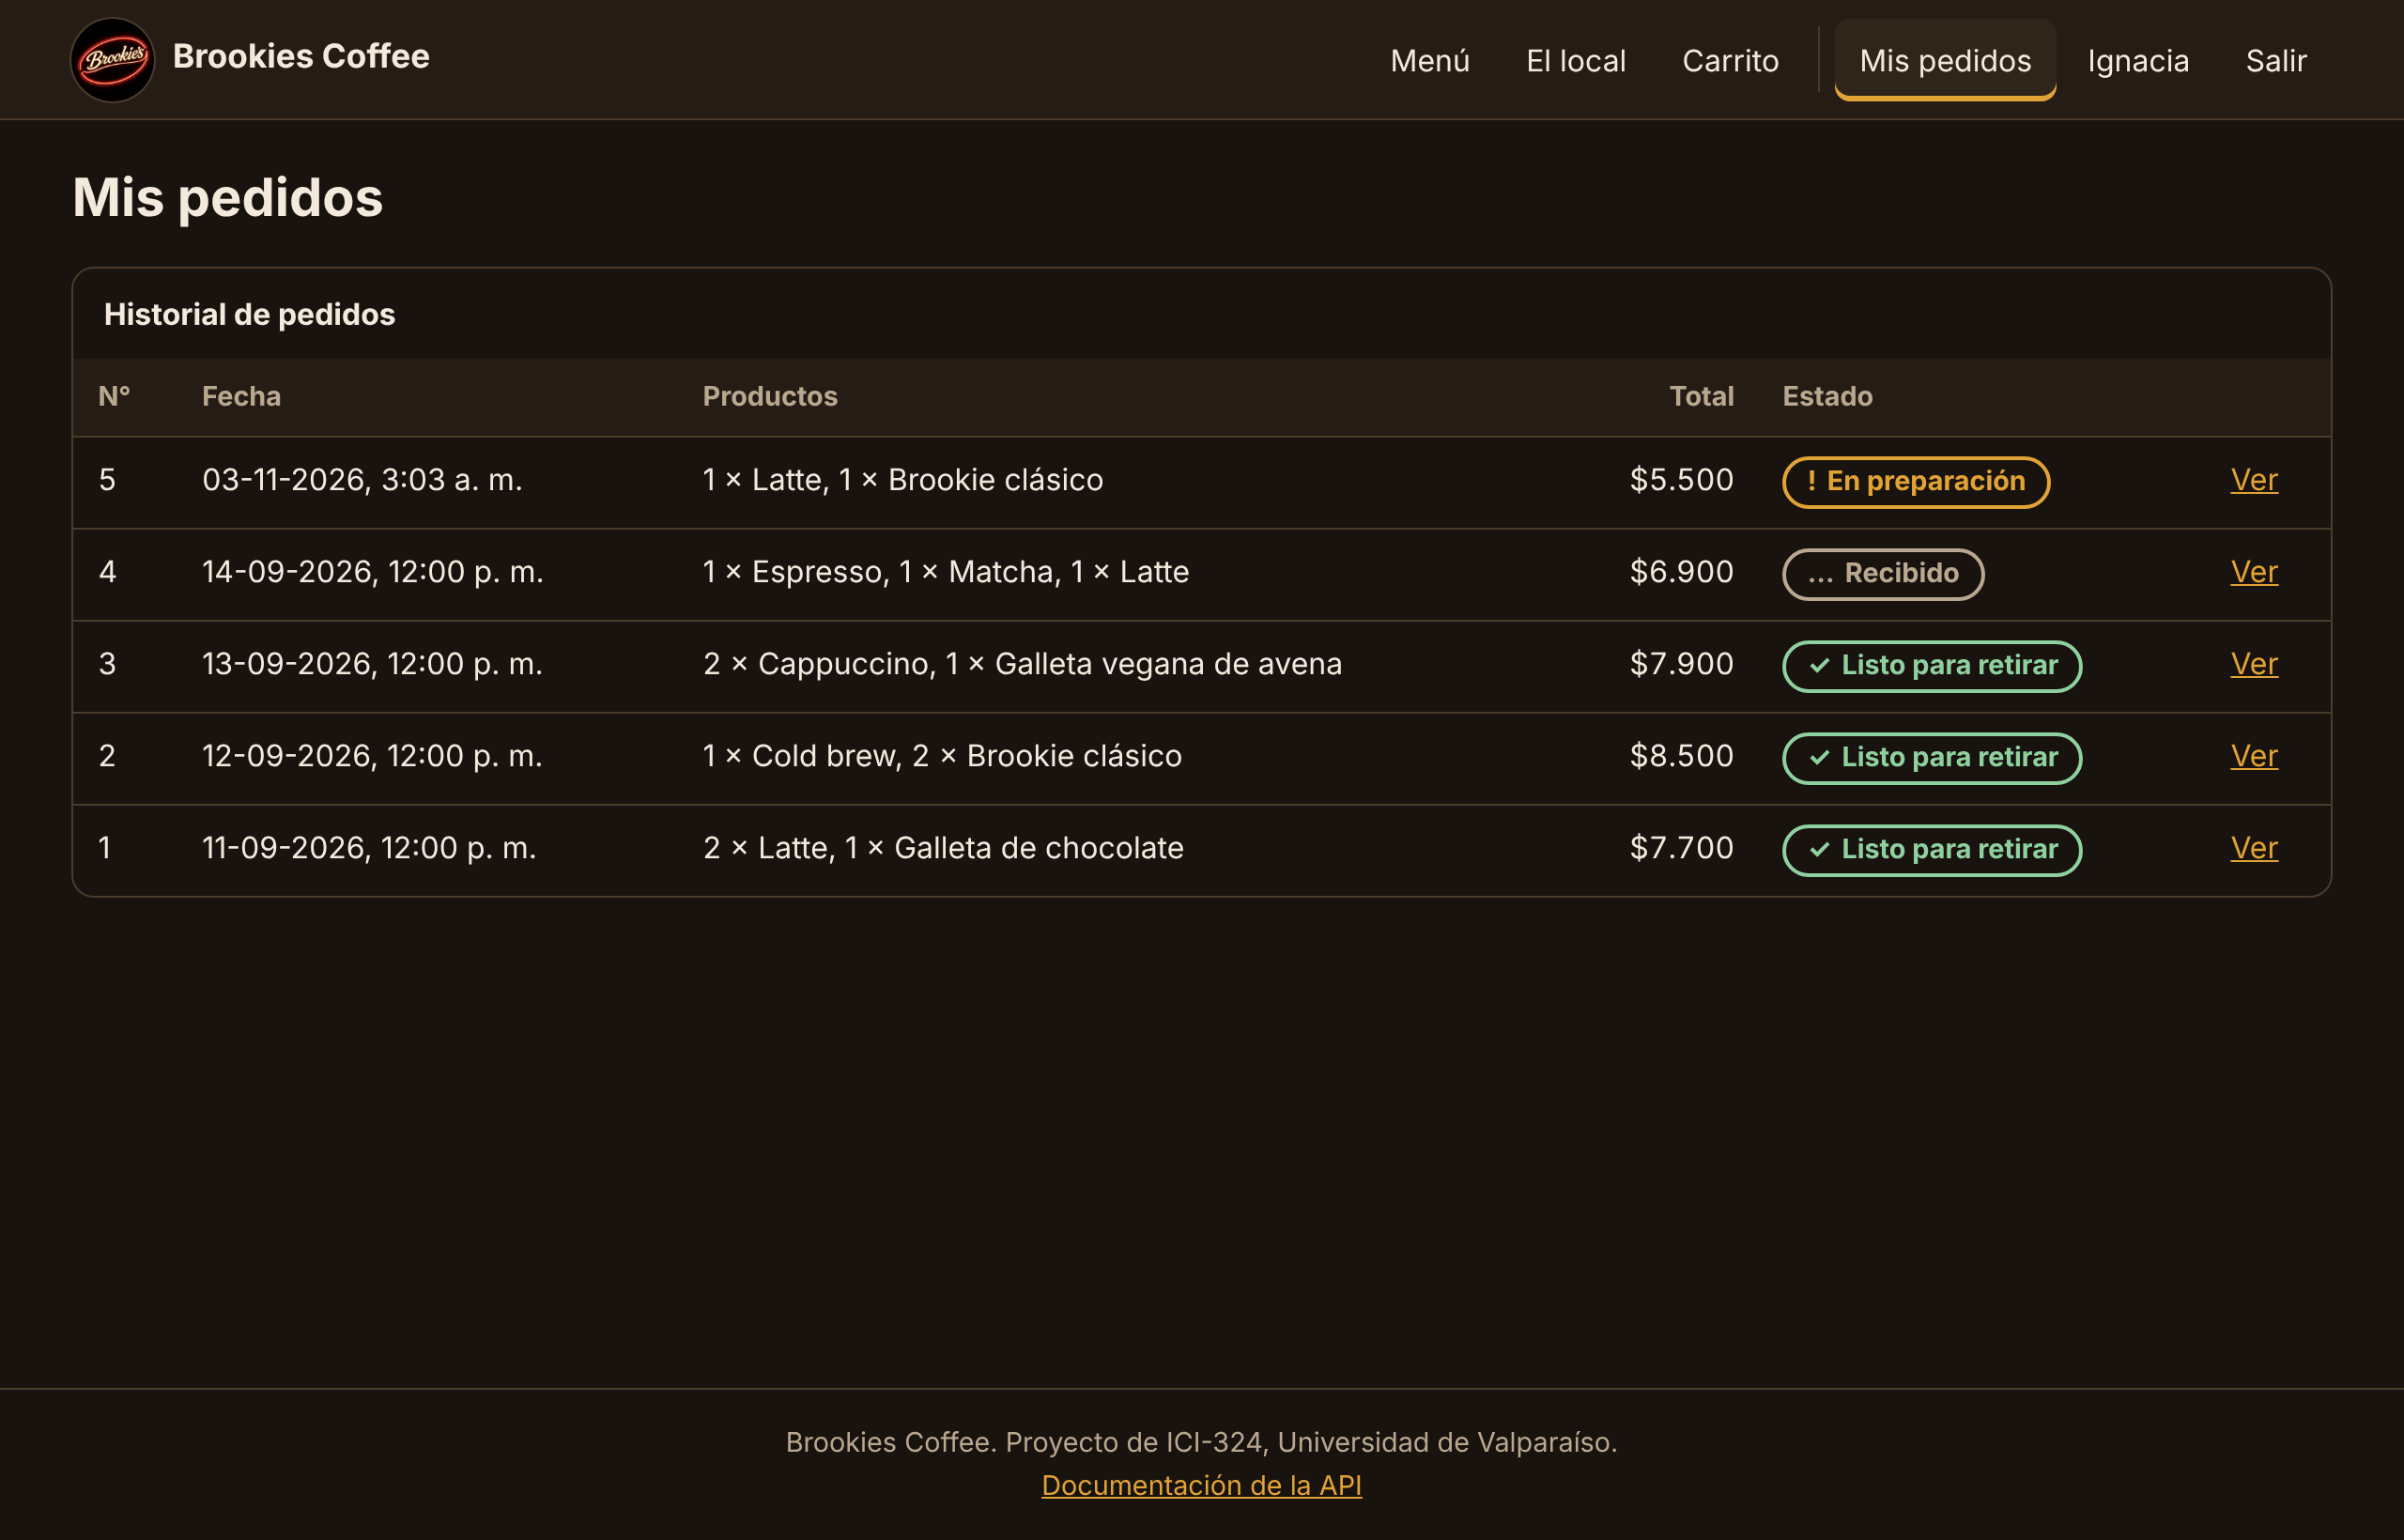 Brookies Brookies Coffee Menú El local Carrito Mis pedidos Ignacia Salir
Mis pedidos
Historial de pedidos
N° Fecha Productos Total Estado
5 03-11-2026, 3:03 a. m. 1 × Latte, 1 × Brookie clásico $5.500 ! En preparación Ver
4 14-09-2026, 12:00 p. m. 1 × Espresso, 1 × Matcha, 1 × Latte $6.900 ... Recibido Ver
3 13-09-2026, 12:00 p. m. 2 × Cappuccino, 1 × Galleta vegana de avena $7.900 ✓ Listo para retirar Ver
2 12-09-2026, 12:00 p. m. 1 × Cold brew, 2 × Brookie clásico $8.500 ✓ Listo para retirar Ver
1 11-09-2026, 12:00 p. m. 2 × Latte, 1 × Galleta de chocolate $7.700 ✓ Listo para retirar Ver
Brookies Coffee. Proyecto de ICI-324, Universidad de Valparaíso.
Documentación de la API